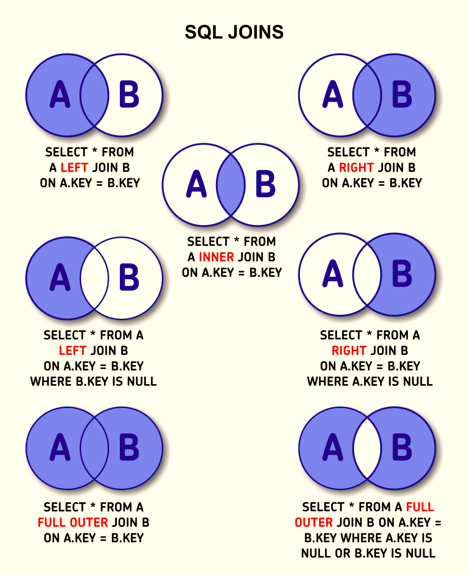 SQL JOINS
A B
SELECT * FROM
A LEFT JOIN B
ON A.KEY = B.KEY
A B
SELECT * FROM
A RIGHT JOIN B
ON A.KEY = B.KEY
A B
SELECT * FROM
A INNER JOIN B
ON A.KEY = B.KEY
A B
SELECT * FROM A
LEFT JOIN B
ON A.KEY = B.KEY
WHERE B.KEY IS NULL
A B
SELECT * FROM A
RIGHT JOIN B
ON A.KEY = B.KEY
WHERE A.KEY IS NULL
A B
SELECT * FROM A
FULL OUTER JOIN B
ON A.KEY = B.KEY
A B
SELECT * FROM A FULL
OUTER JOIN B ON A.KEY =
B.KEY WHERE A.KEY IS
NULL OR B.KEY IS NULL